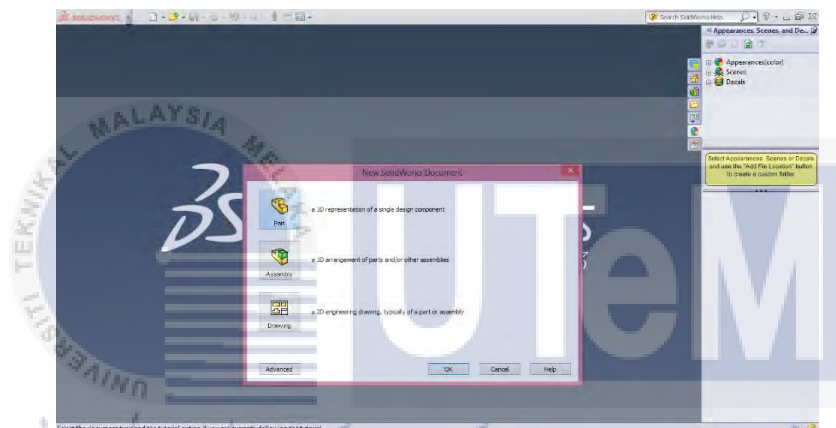 SOLIDWORKS
Search SolidWorks Help
Appearances, Scenes, and De...
Appearances(color)
Scenes
Decals
Select Appearances, Scenes or Decals
and use the "Add File Location" button
to create a custom folder
New SolidWorks Document
Part
a 3D representation of a single design component
Assembly
a 3D arrangement of parts and/or other assemblies
Drawing
a 2D engineering drawing, typically of a part or assembly
Advanced
OK
Cancel
Help
UNIVERSITI TEKNIKAL MALAYSIA MELAKA
UTeM